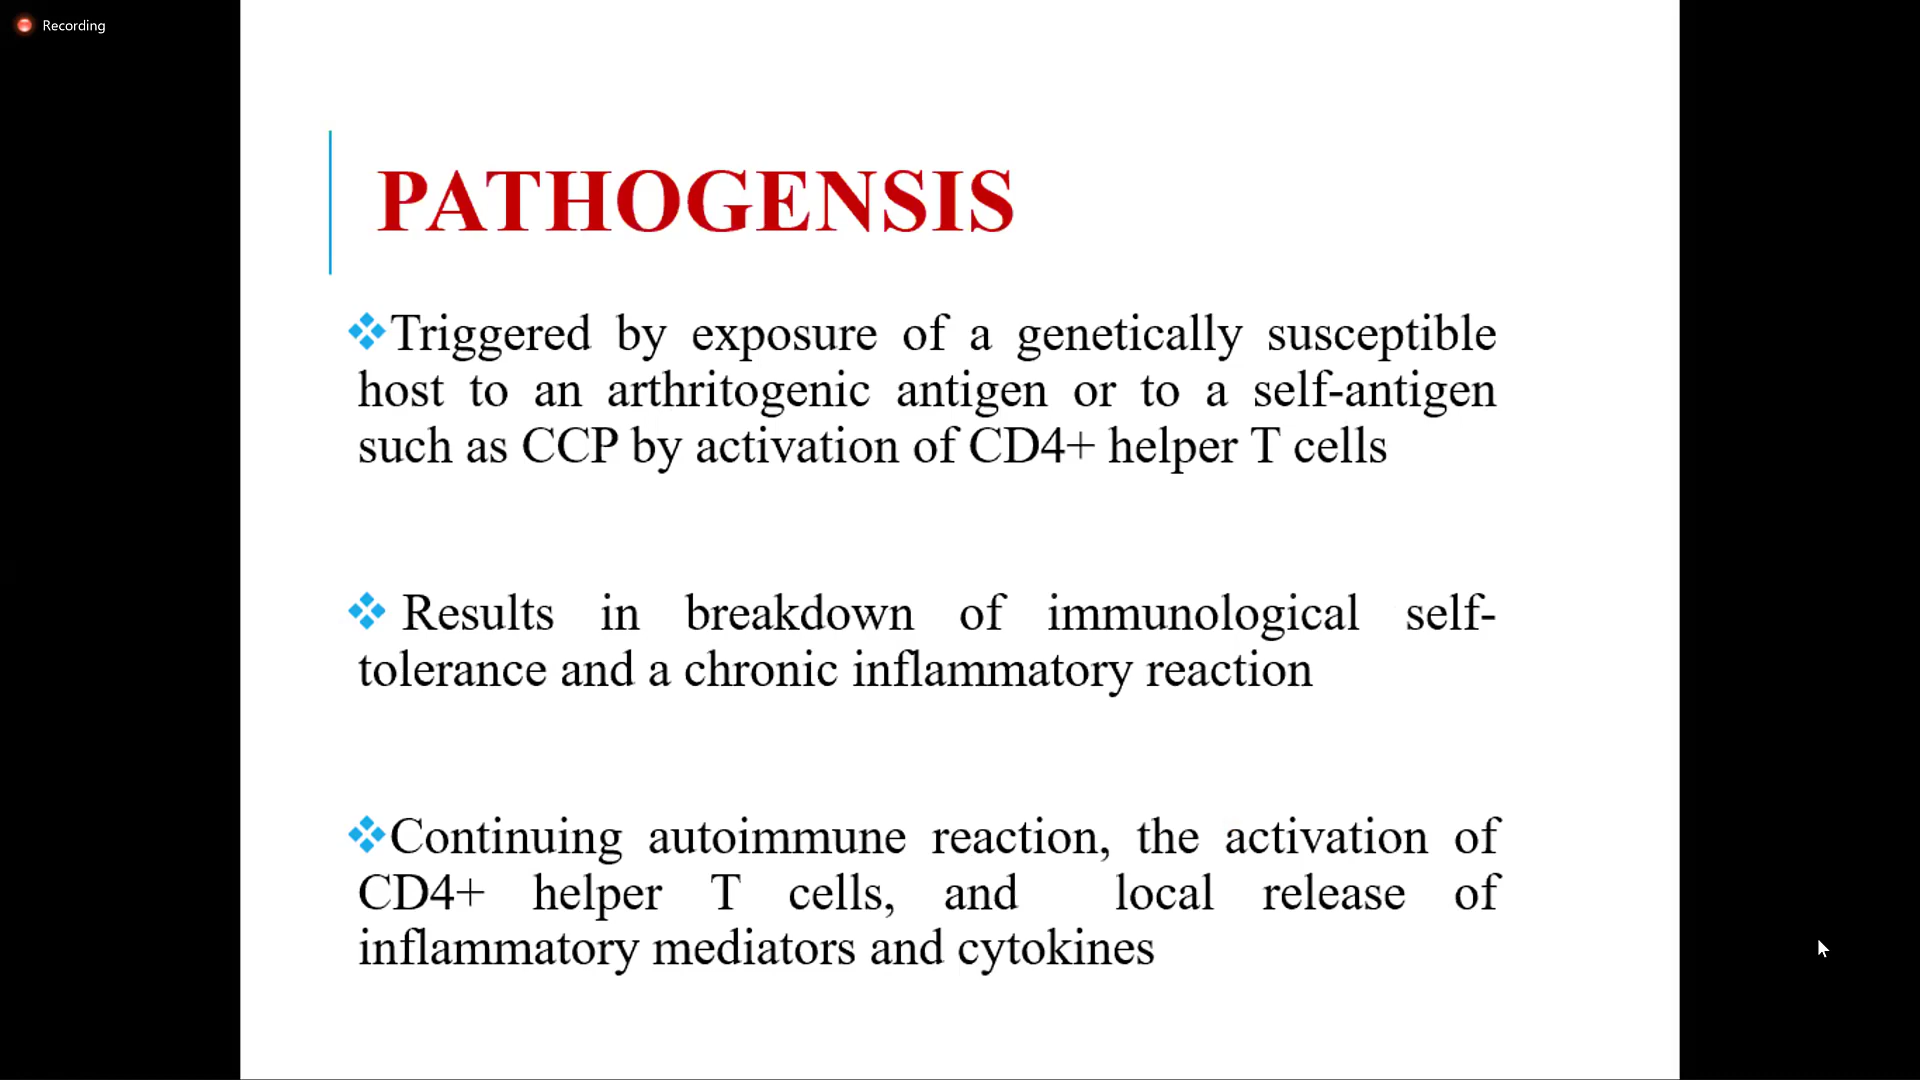 Recording
PATHOGENSIS
❖Triggered by exposure of a genetically susceptible
host to an arthritogenic antigen or to a self-antigen
such as CCP by activation of CD4+ helper T cells
❖ Results in breakdown of immunological self-
tolerance and a chronic inflammatory reaction
❖Continuing autoimmune reaction, the activation of
CD4+ helper T cells, and local release of
inflammatory mediators and cytokines